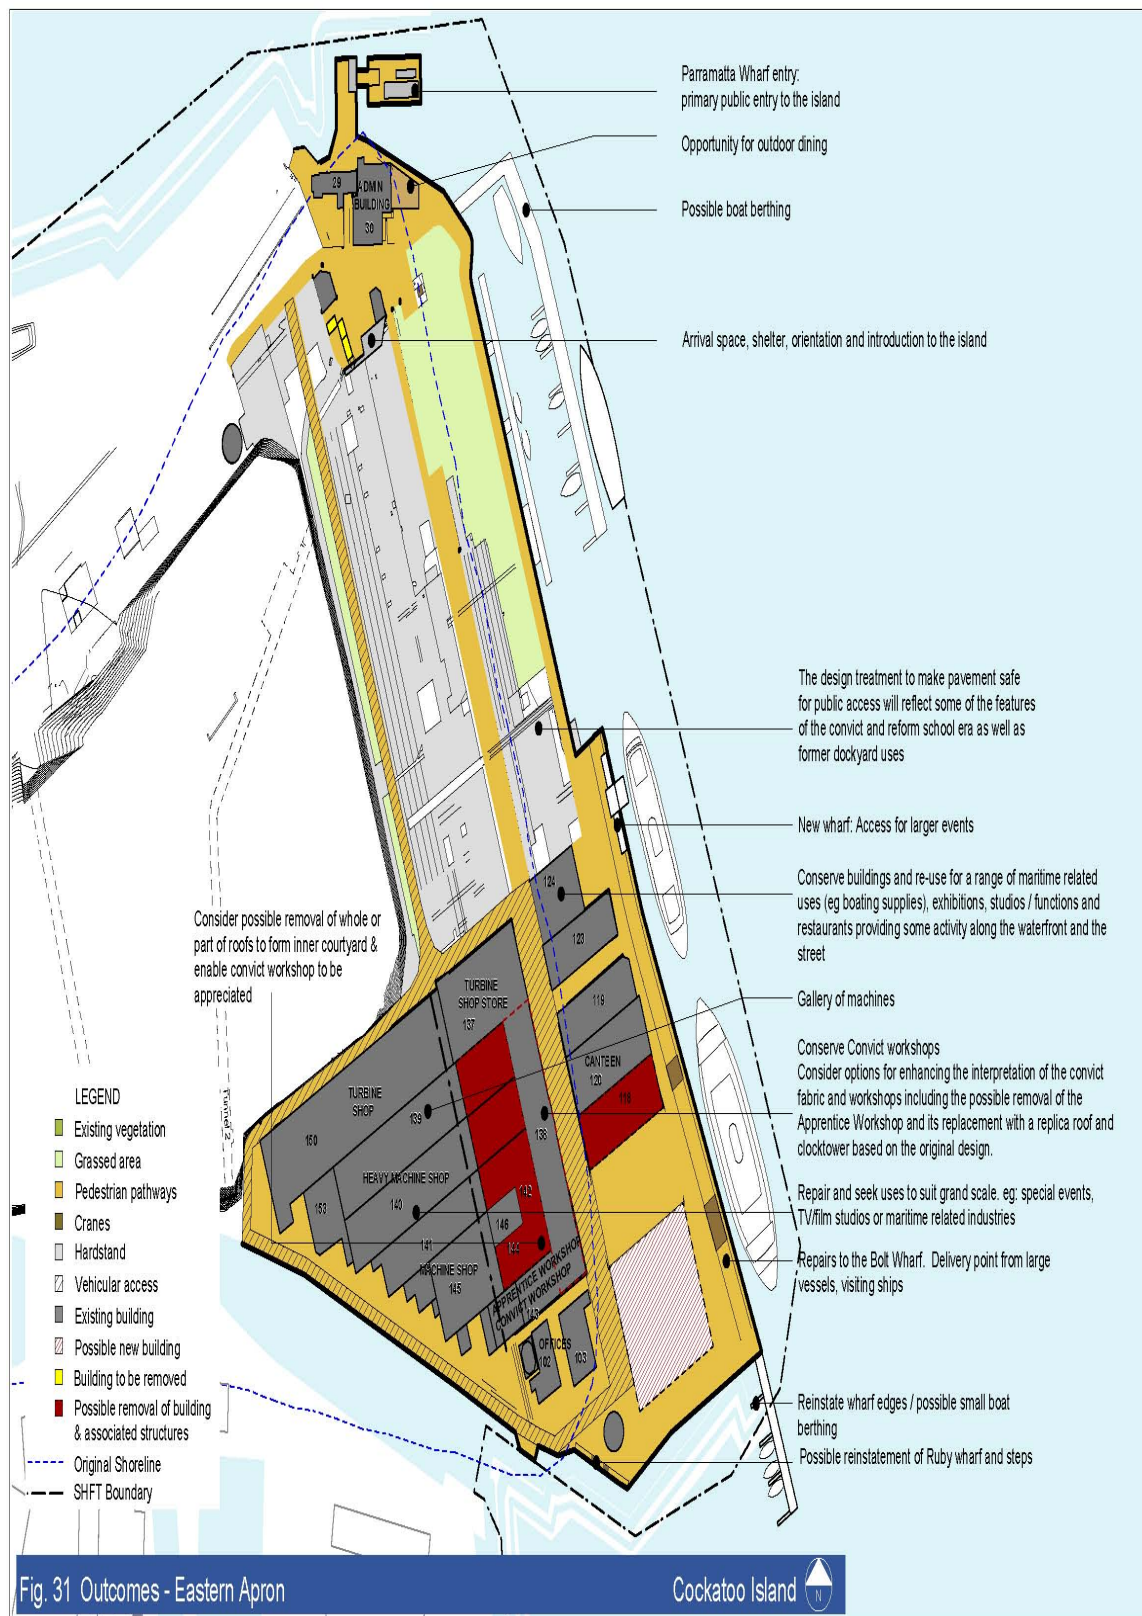 Parramatta Wharf entry:
primary public entry to the island
Opportunity for outdoor dining
Possible boat berthing
29
ADMIN
BUILDING
30
Arrival space, shelter, orientation and introduction to the island
The design treatment to make pavement safe
for public access will reflect some of the features
of the convict and reform school era as well as
former dockyard uses
New wharf: Access for larger events
Conserve buildings and re-use for a range of maritime related
uses (eg boating supplies), exhibitions, studios / functions and
restaurants providing some activity along the waterfront and the
street
Gallery of machines
Conserve Convict workshops
Consider options for enhancing the interpretation of the convict
fabric and workshops including the possible removal of the
Apprentice Workshop and its replacement with a replica roof and
clocktower based on the original design.
Repair and seek uses to suit grand scale. eg: special events,
TV/film studios or maritime related industries
Repairs to the Bolt Wharf. Delivery point from large
vessels, visiting ships
Reinstate wharf edges / possible small boat
berthing
Possible reinstatement of Ruby wharf and steps
Consider possible removal of whole or
part of roofs to form inner courtyard &
enable convict workshop to be
appreciated
124
123
TURBINE
SHOP STORE
137
119
CANTEEN
120
118
TURBINE
SHOP
150
139
138
153
HEAVY MACHINE SHOP
140
142
146
141
144
MACHINE SHOP
145
APPRENTICE WORKSHOP
CONVICT WORKSHOP
143
OFFICES
102
103
Tunnel 2
LEGEND
Existing vegetation
Grassed area
Pedestrian pathways
Cranes
Hardstand
Vehicular access
Existing building
Possible new building
Building to be removed
Possible removal of building
& associated structures
Original Shoreline
SHFT Boundary
Fig. 31 Outcomes - Eastern Apron
Cockatoo Island
N